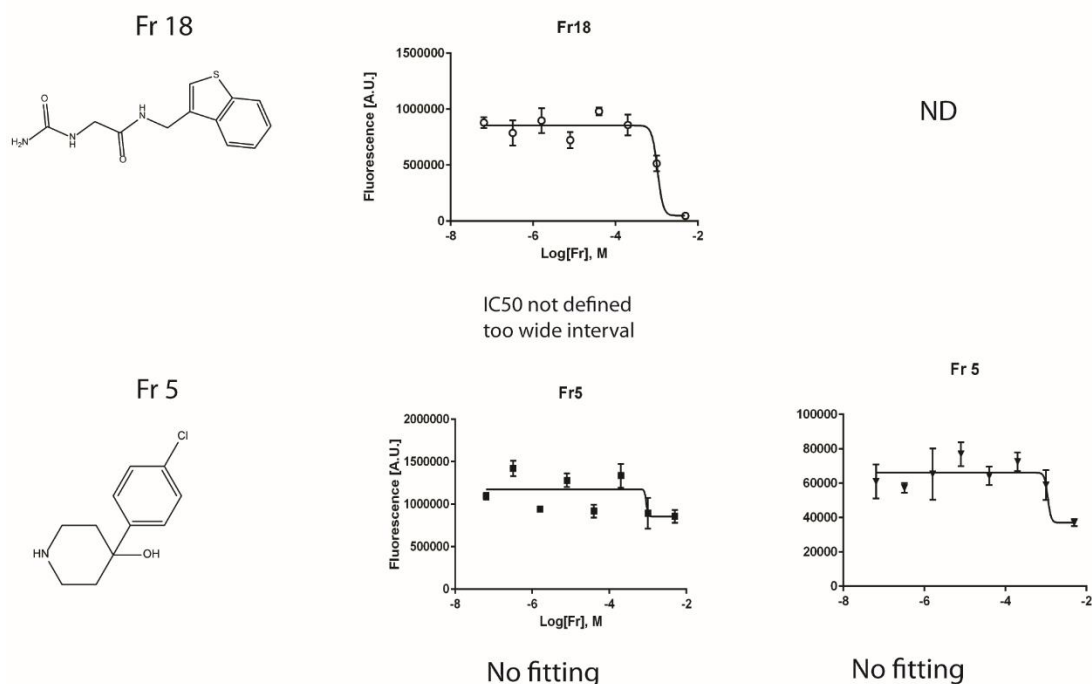 Fr 18
Fr18
ND
S
O
H
N
H₂N
N
H
O
Fluorescence [A.U.]
1500000
1000000
500000
0
-8
-6
-4
-2
Log[Fr], M
IC50 not defined
too wide interval
Fr 5
Fr5
Fr 5
Cl
HN
OH
Fluorescence [A.U.]
2000000
1500000
1000000
500000
0
-8
-6
-4
-2
Log[Fr], M
100000
80000
60000
40000
20000
0
-8
-6
-4
-2
No fitting
No fitting